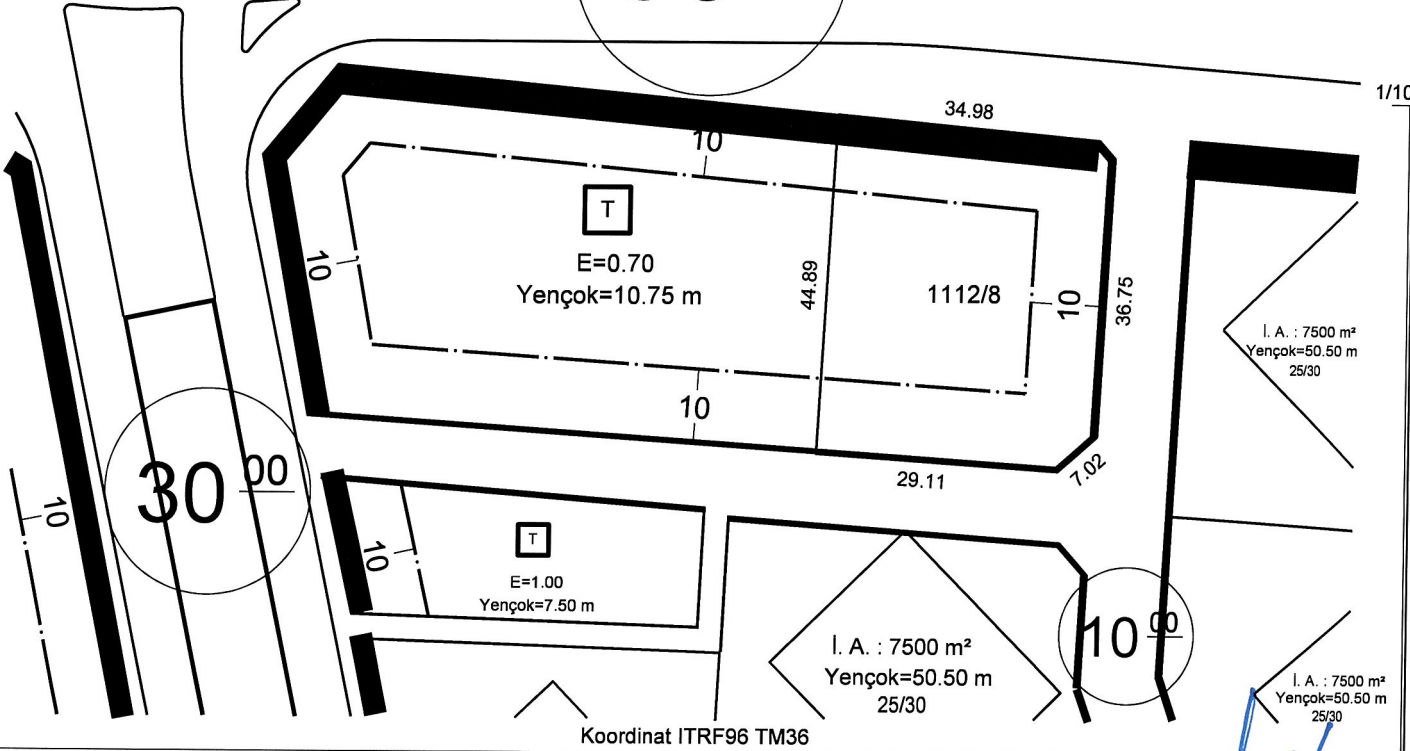 1/10
34.98
10
T
E=0.70
Yençok=10.75 m
10
44.89
1112/8
10
36.75
İ. A. : 7500 m²
Yençok=50.50 m
25/30
10
29.11
7.02
30 00
10
10
T
E=1.00
Yençok=7.50 m
İ. A. : 7500 m²
Yençok=50.50 m
25/30
10 00
İ. A. : 7500 m²
Yençok=50.50 m
25/30
Koordinat ITRF96 TM36